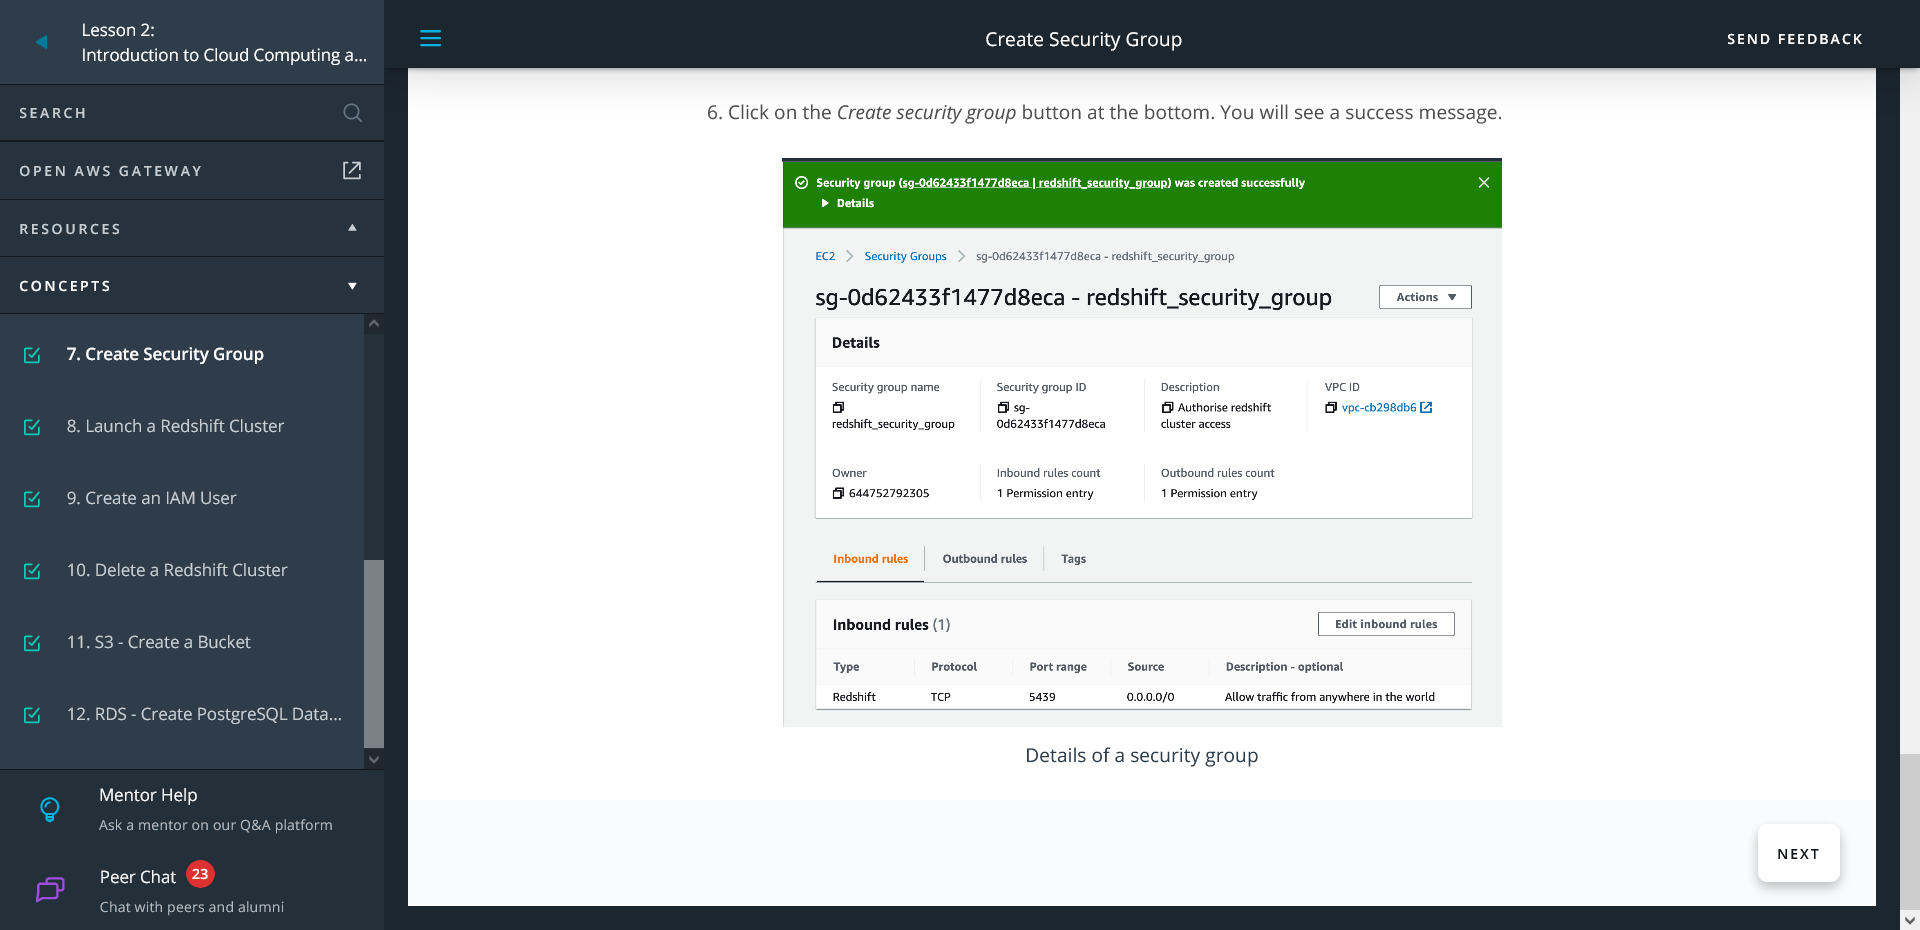 Lesson 2:
Introduction to Cloud Computing a...
SEARCH
OPEN AWS GATEWAY
RESOURCES
CONCEPTS
7. Create Security Group
8. Launch a Redshift Cluster
9. Create an IAM User
10. Delete a Redshift Cluster
11. S3 - Create a Bucket
12. RDS - Create PostgreSQL Data...
Mentor Help
Ask a mentor on our Q&A platform
Peer Chat 23
Chat with peers and alumni
Create Security Group
SEND FEEDBACK
6. Click on the Create security group button at the bottom. You will see a success message.
Security group (sg-0d62433f1477d8eca | redshift_security_group) was created successfully
Details
EC2 Security Groups sg-0d62433f1477d8eca - redshift_security_group
sg-0d62433f1477d8eca - redshift_security_group
Actions
Details
Security group name Security group ID Description VPC ID
sg- Authorise redshift vpc-cb298db6
redshift_security_group 0d62433f1477d8eca cluster access
Owner Inbound rules count Outbound rules count
644752792305 1 Permission entry 1 Permission entry
Inbound rules Outbound rules Tags
Inbound rules (1) Edit inbound rules
Type Protocol Port range Source Description - optional
Redshift TCP 5439 0.0.0.0/0 Allow traffic from anywhere in the world
Details of a security group
NEXT